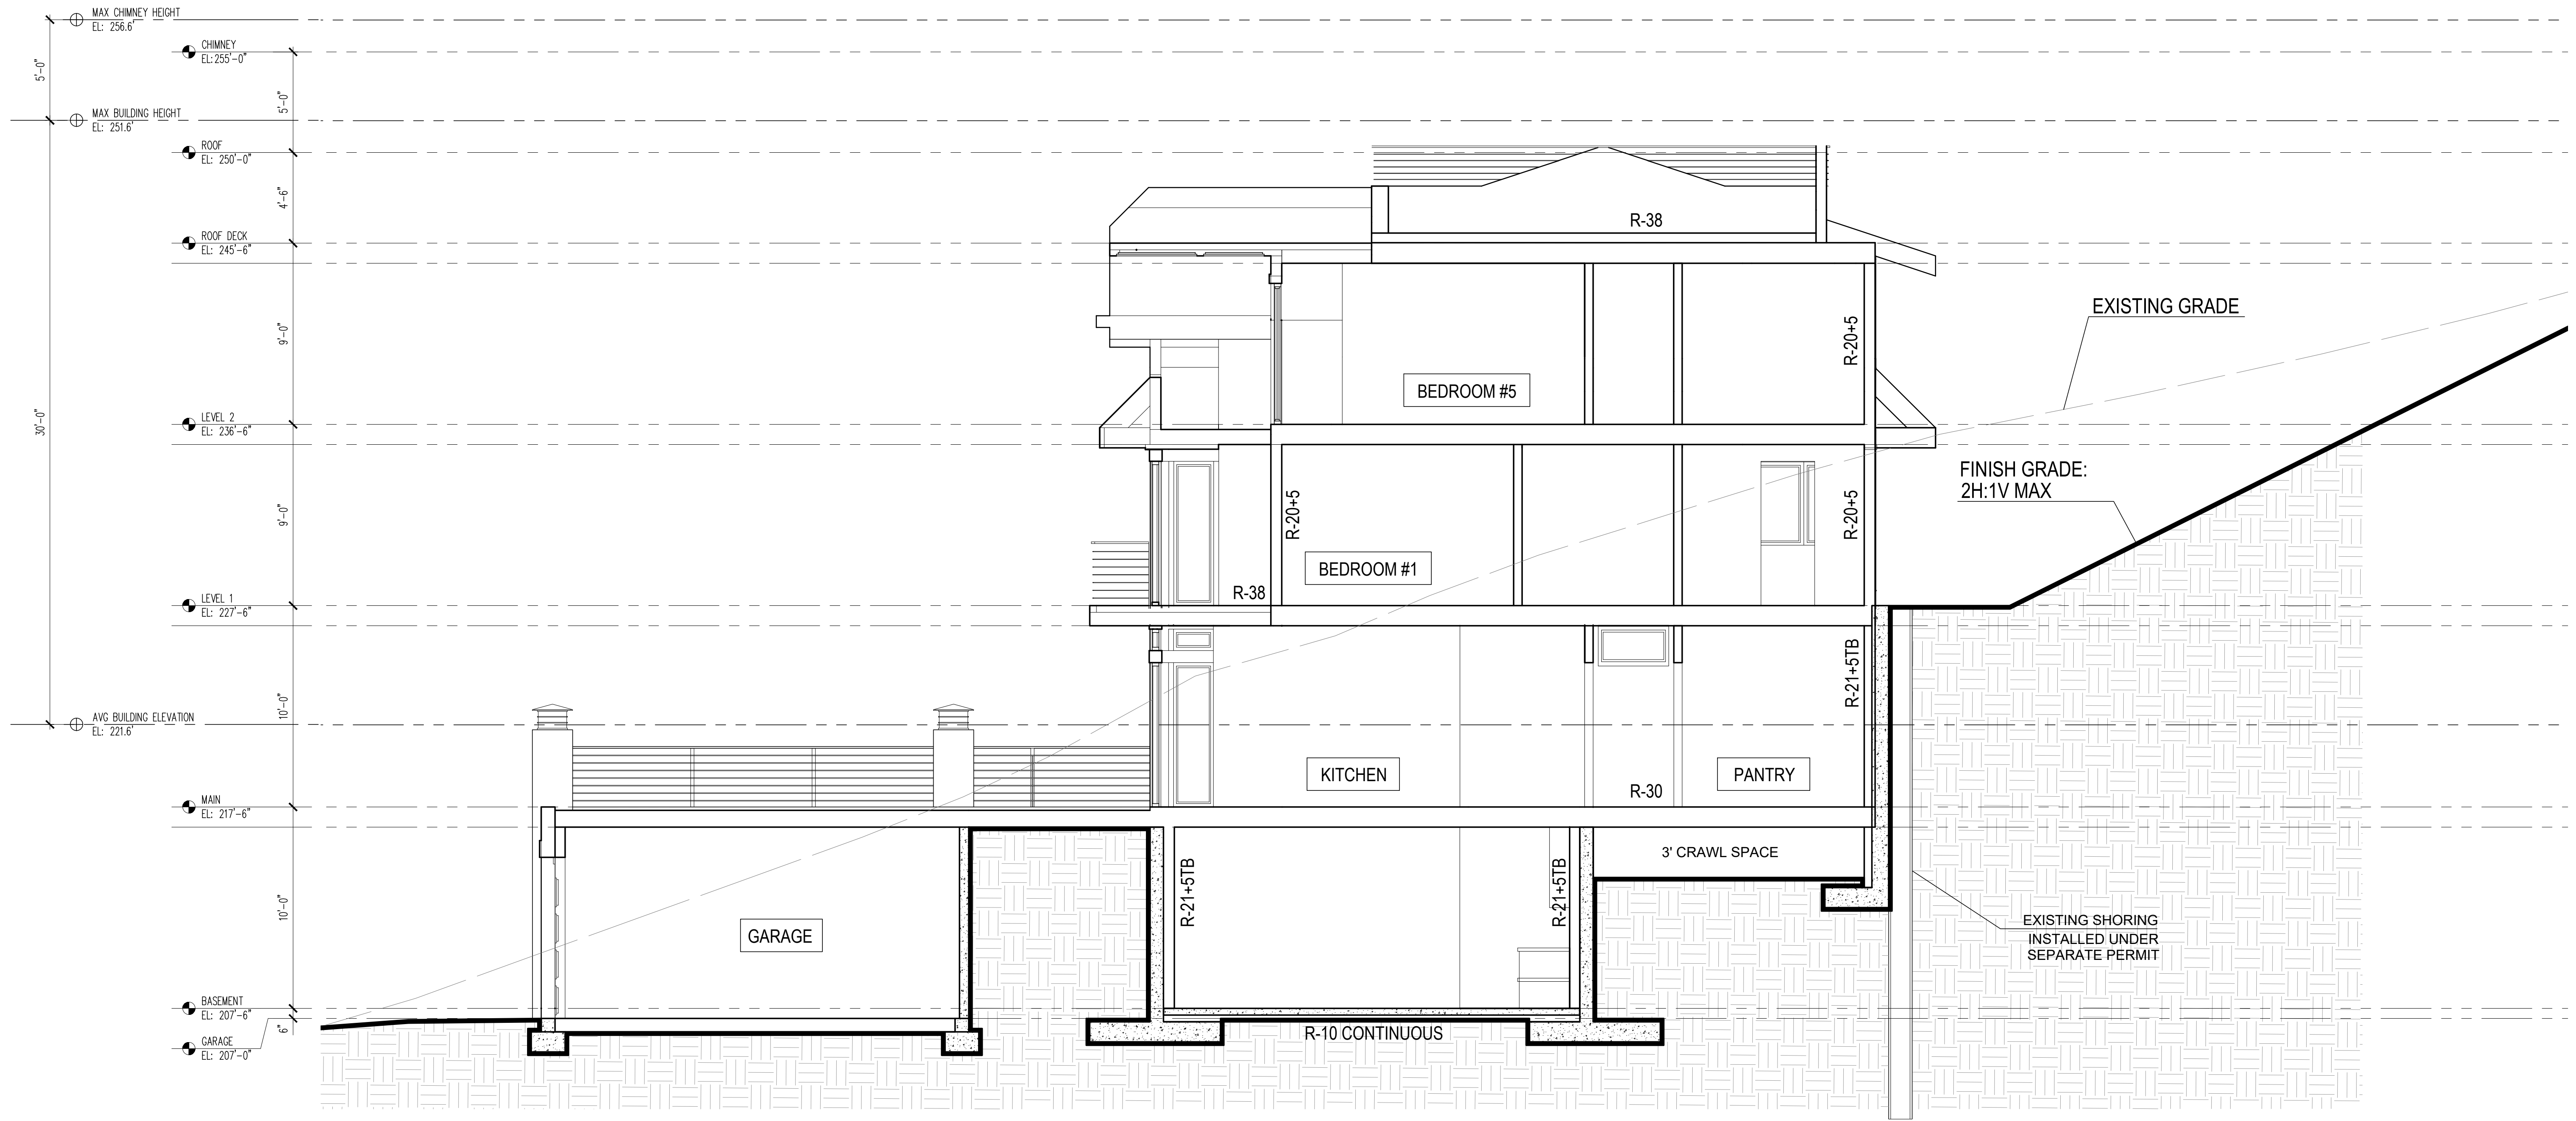 MAX CHIMNEY HEIGHT
EL: 256.6'
CHIMNEY
EL:255'-0"
5'-0"
5'-0"
MAX BUILDING HEIGHT
EL: 251.6'
ROOF
EL: 250'-0"
4'-6"
ROOF DECK
EL: 245'-6"
R-38
9'-0"
EXISTING GRADE
R-20+5
BEDROOM #5
30'-0"
LEVEL 2
EL: 236'-6"
FINISH GRADE:
2H:1V MAX
9'-0"
R-20+5
R-20+5
BEDROOM #1
R-38
LEVEL 1
EL: 227'-6"
R-21+5TB
10'-0"
AVG BUILDING ELEVATION
EL: 221.6'
KITCHEN
PANTRY
R-30
MAIN
EL: 217'-6"
3' CRAWL SPACE
R-21+5TB
R-21+5TB
10'-0"
GARAGE
EXISTING SHORING
INSTALLED UNDER
SEPARATE PERMIT
BASEMENT
EL: 207'-6"
6"
R-10 CONTINUOUS
GARAGE
EL: 207'-0"